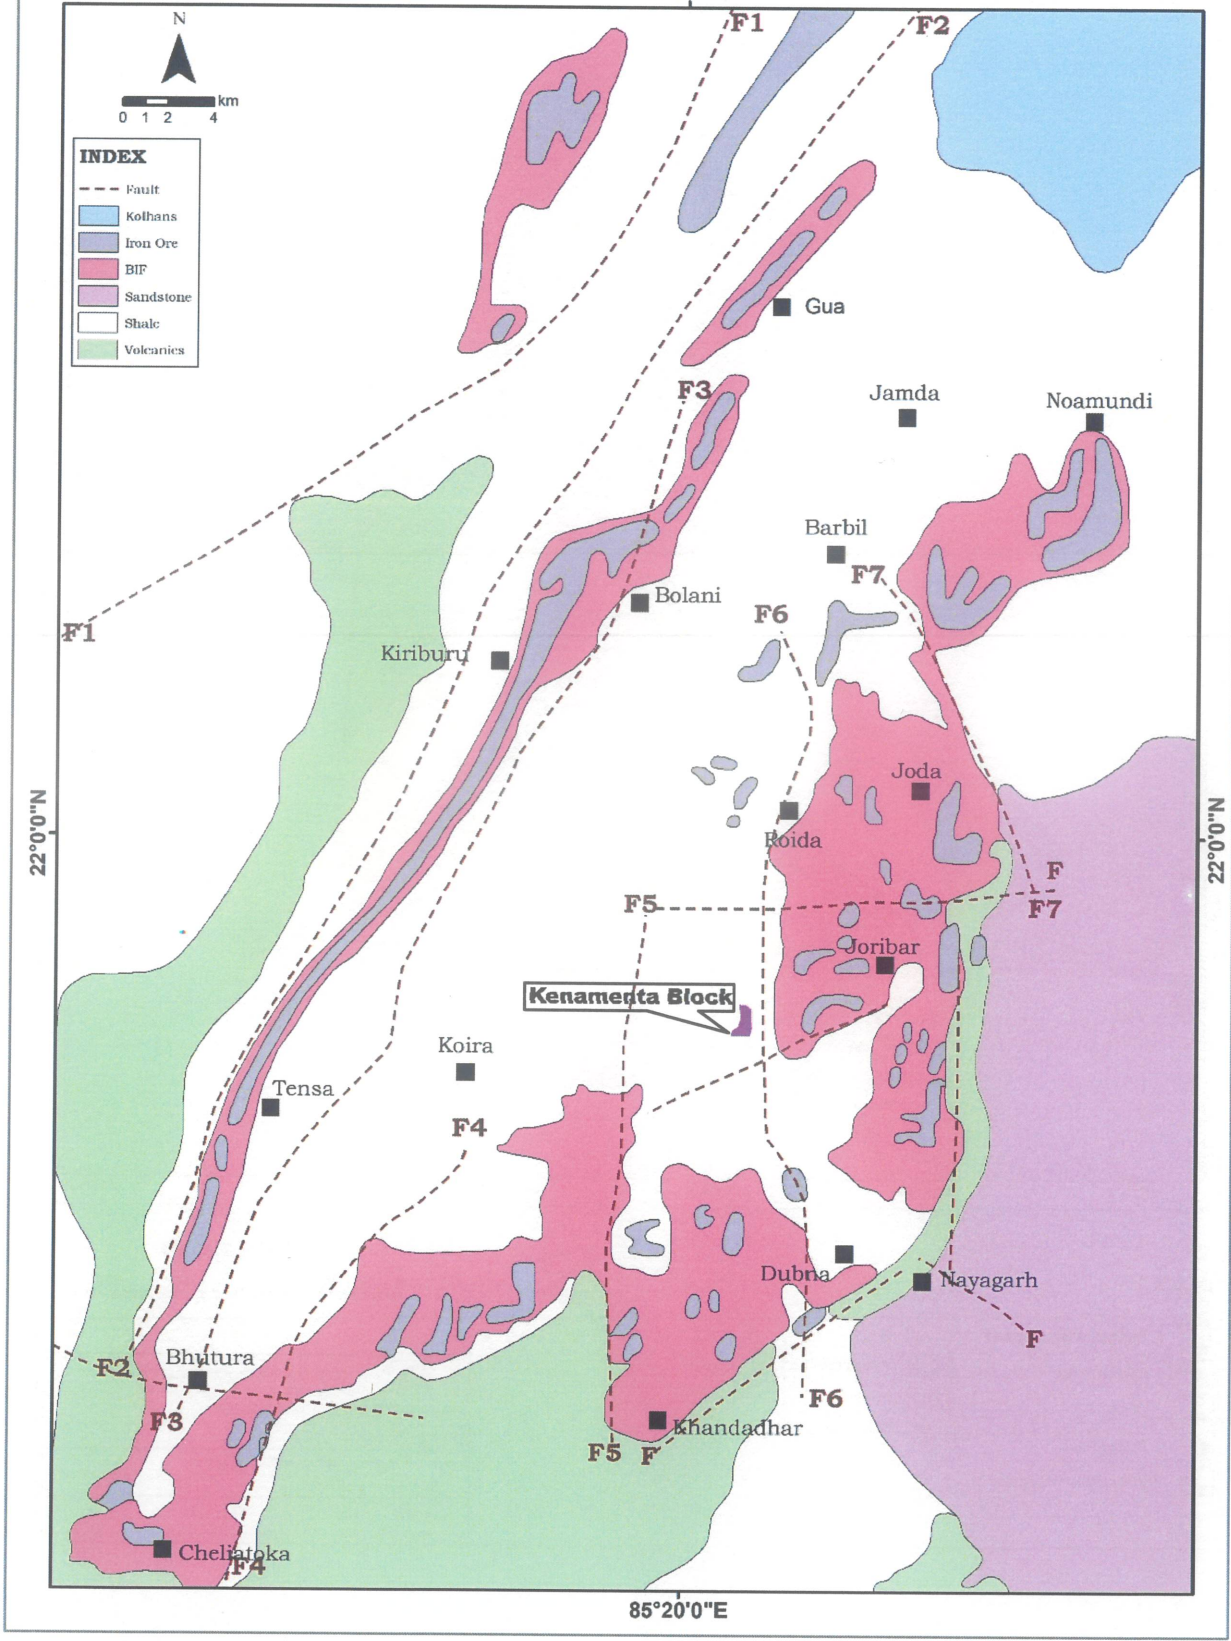 F1
F2
N
km
0 1 2 4
INDEX
Fault
Kolhans
Iron Ore
BIF
Sandstone
Shale
Volcanics
Gua
F3
Jamda
Noamundi
Barbil
F7
Bolani
F6
F1
Kiriburu
Joda
22°0'0"N
22°0'0"N
Roida
F
F5
F7
Joribar
Kenamenta Block
Koira
Tensa
F4
Dubna
Nayagarh
F
Bhutura
F2
F6
F3
Khandadhar
F5
F
Cheliatoka
F4
85°20'0"E